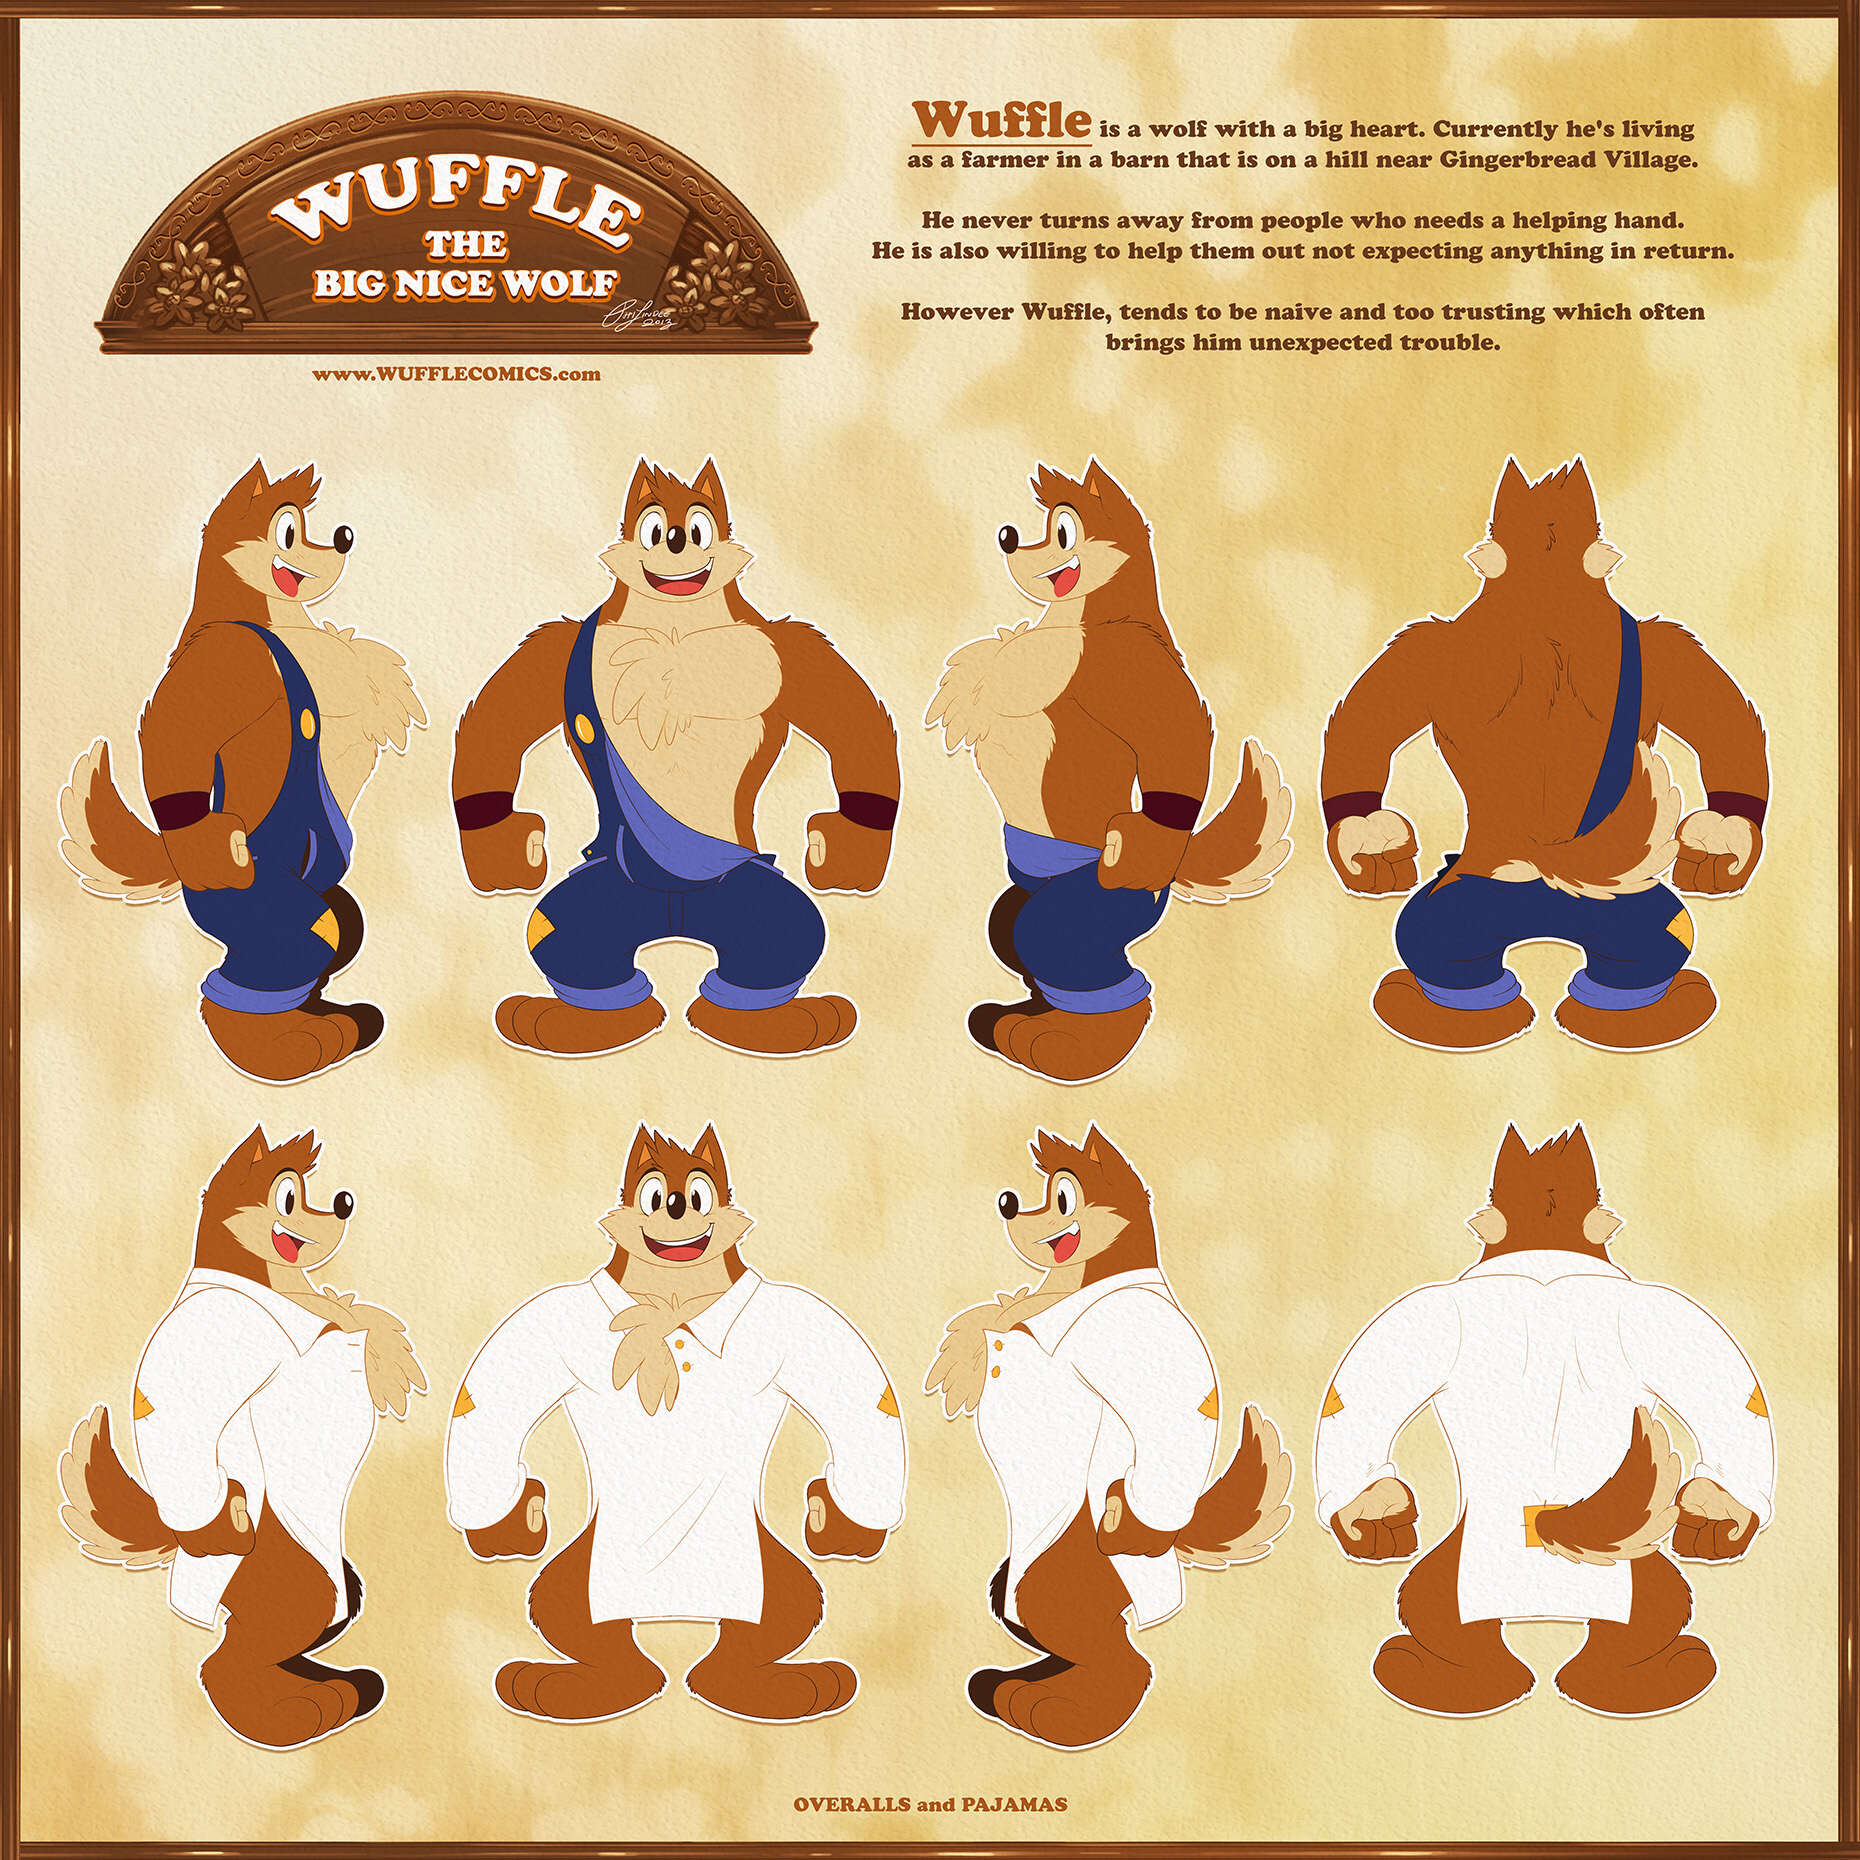 WUFFLE
THE
BIG NICE WOLF
2013
www.WUFFLECOMICS.com
Wuffle is a wolf with a big heart. Currently he's living
as a farmer in a barn that is on a hill near Gingerbread Village.
He never turns away from people who needs a helping hand.
He is also willing to help them out not expecting anything in return.
However Wuffle, tends to be naive and too trusting which often
brings him unexpected trouble.
OVERALLS and PAJAMAS